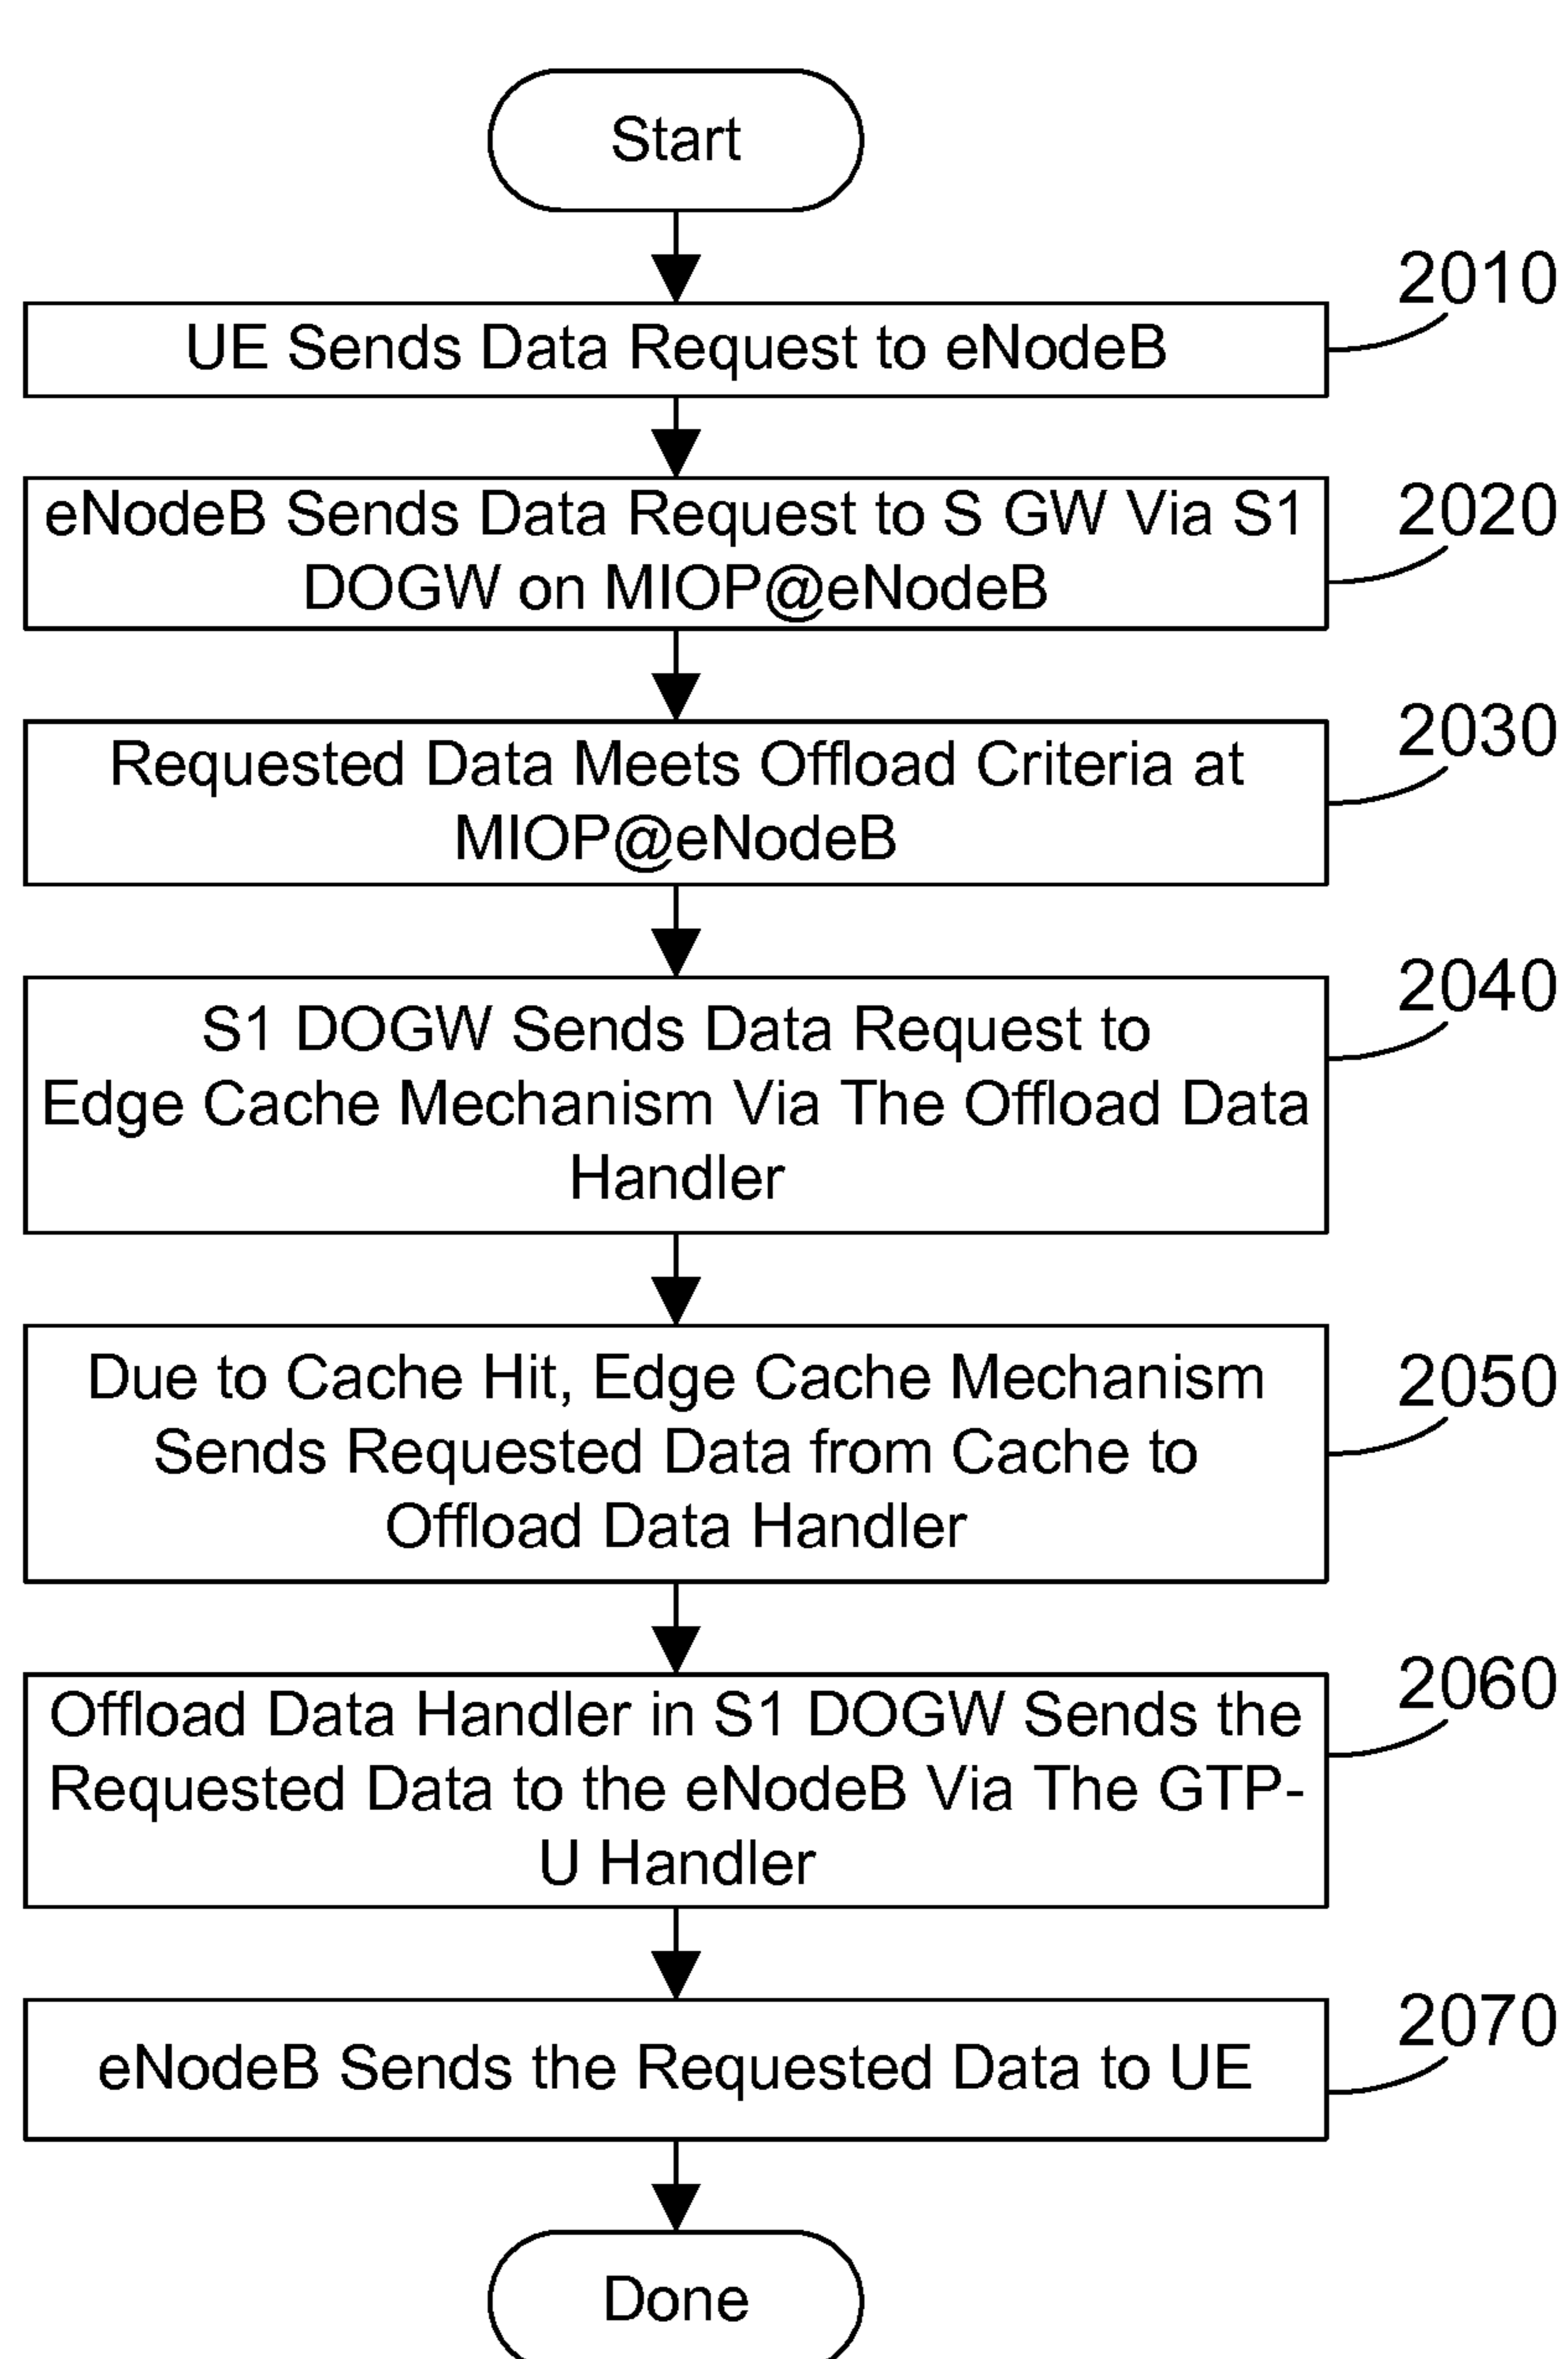 Start
2010
UE Sends Data Request to eNodeB
2020
eNodeB Sends Data Request to S GW Via S1
DOGW on MIOP@eNodeB
2030
Requested Data Meets Offload Criteria at
MIOP@eNodeB
2040
S1 DOGW Sends Data Request to
Edge Cache Mechanism Via The Offload Data
Handler
2050
Due to Cache Hit, Edge Cache Mechanism
Sends Requested Data from Cache to
Offload Data Handler
2060
Offload Data Handler in S1 DOGW Sends the
Requested Data to the eNodeB Via The GTP-
U Handler
2070
eNodeB Sends the Requested Data to UE
Done